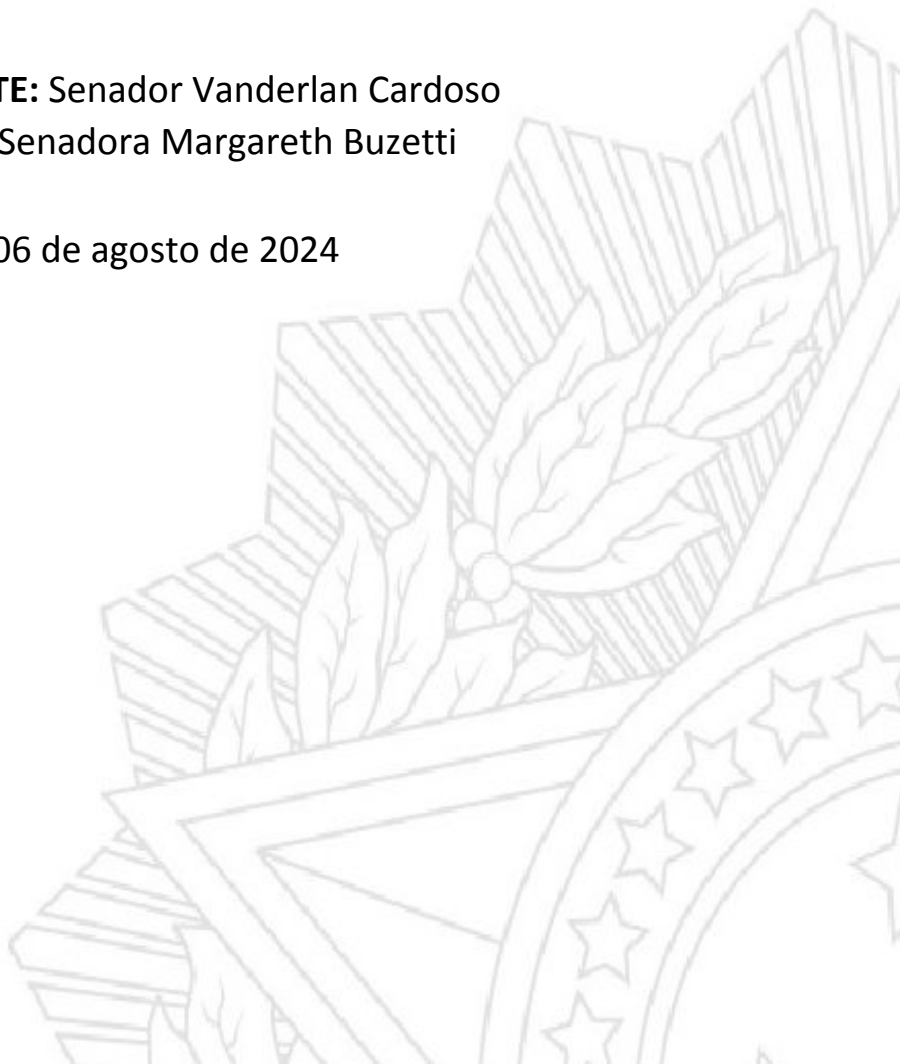 TE: Senador Vanderlan Cardoso
Senadora Margareth Buzetti
06 de agosto de 2024